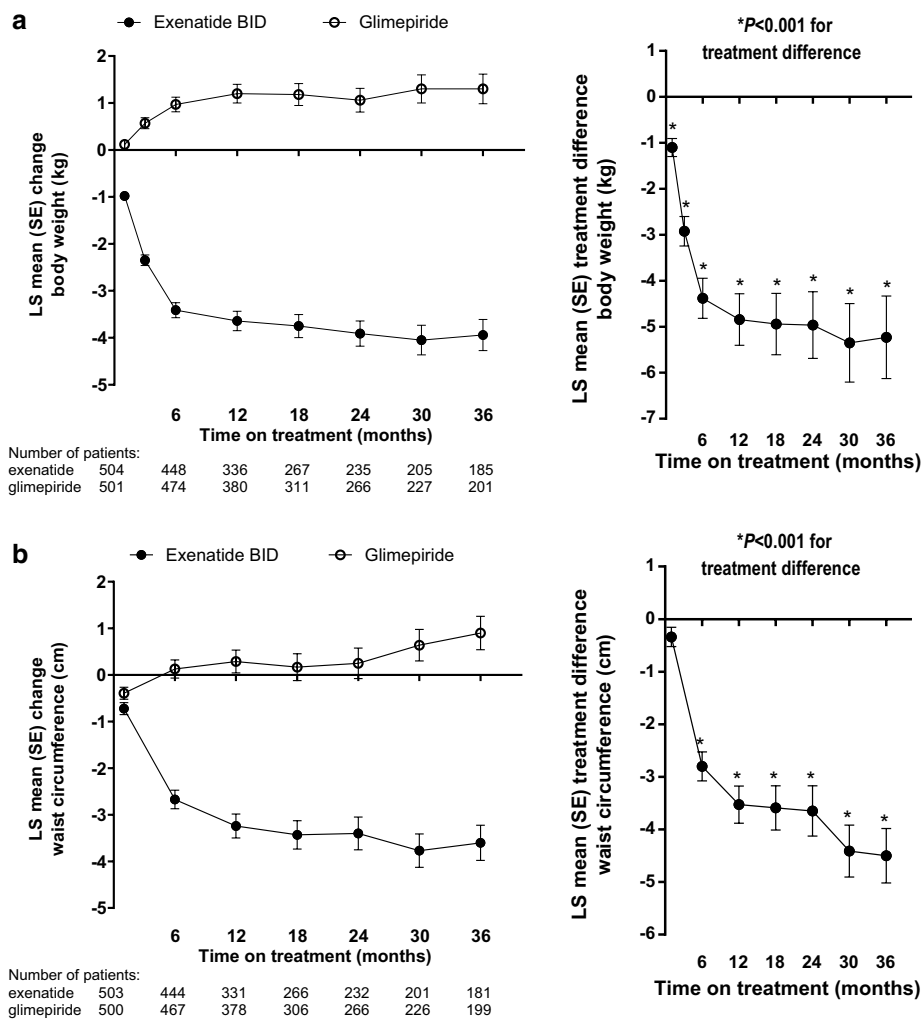 a
Exenatide BID
Glimepiride
2
1
0
-1
-2
-3
-4
-5
LS mean (SE) change
body weight (kg)
6 12 18 24 30 36
Time on treatment (months)
Number of patients:
exenatide 504 448 336 267 235 205 185
glimepiride 501 474 380 311 266 227 201
*P<0.001 for
treatment difference
1
0
-1
-2
-3
-4
-5
-6
-7
LS mean (SE) treatment difference
body weight (kg)
* * * * * * * *
6 12 18 24 30 36
Time on treatment (months)
b
Exenatide BID
Glimepiride
2
1
0
-1
-2
-3
-4
-5
LS mean (SE) change
waist circumference (cm)
6 12 18 24 30 36
Time on treatment (months)
Number of patients:
exenatide 503 444 331 266 232 201 181
glimepiride 500 467 378 306 266 226 199
*P<0.001 for
treatment difference
1
0
-1
-2
-3
-4
-5
-6
LS mean (SE) treatment difference
waist circumference (cm)
* * * * * *
6 12 18 24 30 36
Time on treatment (months)